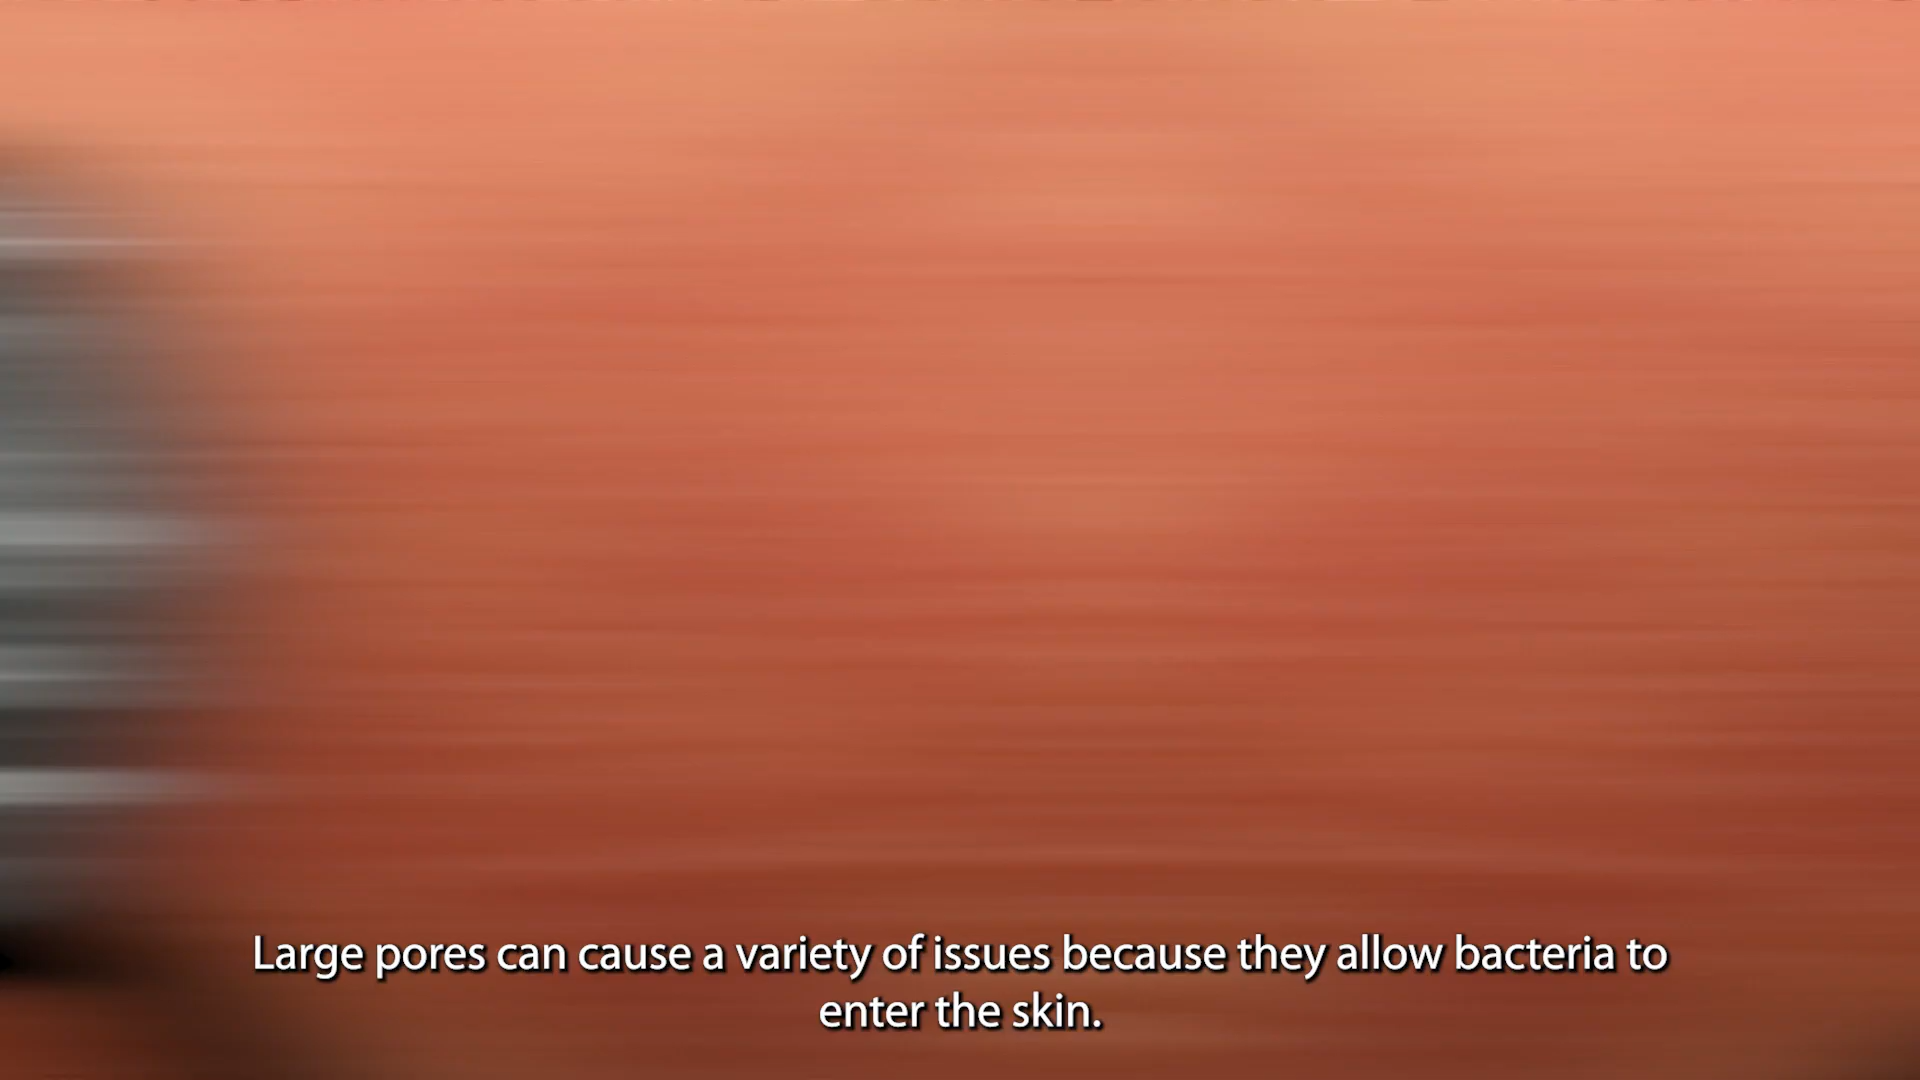 Large pores can cause a variety of issues because they allow bacteria to
enter the skin.